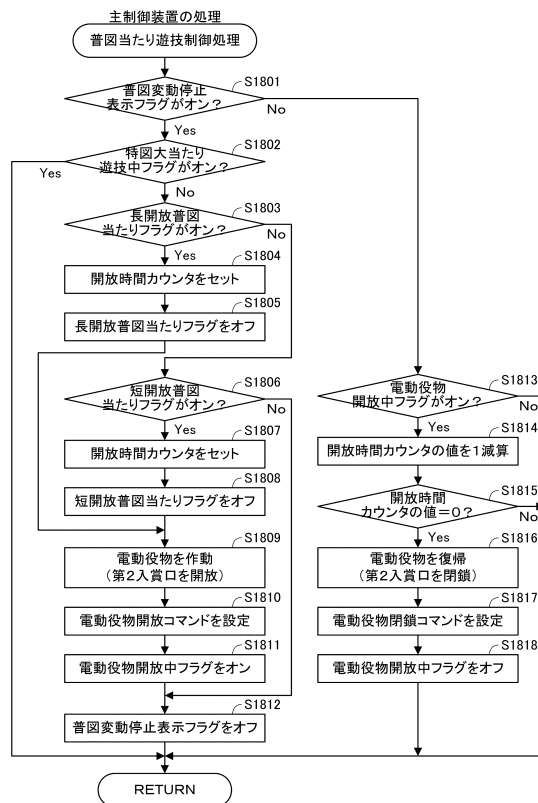 主制御装置の処理
普図当たり遊技制御処理
S1801
普図変動停止
表示フラグがオン？
No
Yes
S1802
特図大当たり
遊技中フラグがオン？
Yes
No
S1803
長開放普図
当たりフラグがオン？
No
Yes
S1804
開放時間カウンタをセット
S1805
長開放普図当たりフラグをオフ
S1806
短開放普図
当たりフラグがオン？
No
Yes
S1807
開放時間カウンタをセット
S1808
短開放普図当たりフラグをオフ
S1809
電動役物を作動
（第２入賞口を開放）
S1810
電動役物開放コマンドを設定
S1811
電動役物開放中フラグをオン
S1812
普図変動停止表示フラグをオフ
S1813
電動役物
開放中フラグがオン？
No
Yes
S1814
開放時間カウンタの値を１減算
S1815
開放時間
カウンタの値＝０？
No
Yes
S1816
電動役物を復帰
（第２入賞口を閉鎖）
S1817
電動役物閉鎖コマンドを設定
S1818
電動役物開放中フラグをオフ
RETURN